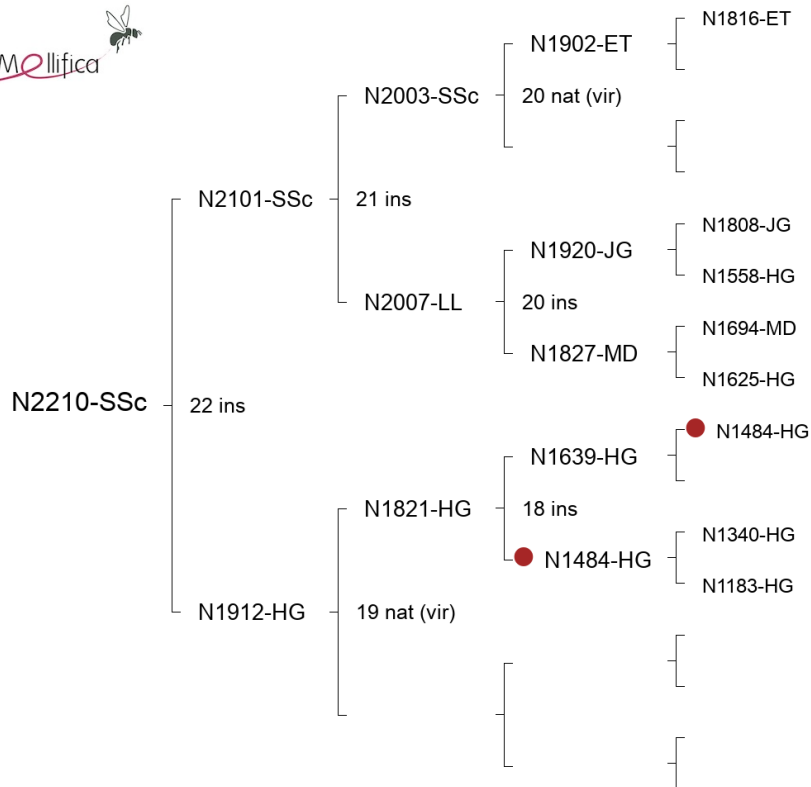 Mellifica
N1816-ET
N1902-ET
N2003-SSc
20 nat (vir)
N2101-SSc
21 ins
N1808-JG
N1920-JG
N1558-HG
N2007-LL
20 ins
N1694-MD
N1827-MD
N1625-HG
N2210-SSc
22 ins
N1484-HG
N1639-HG
N1821-HG
18 ins
N1340-HG
N1484-HG
N1183-HG
N1912-HG
19 nat (vir)